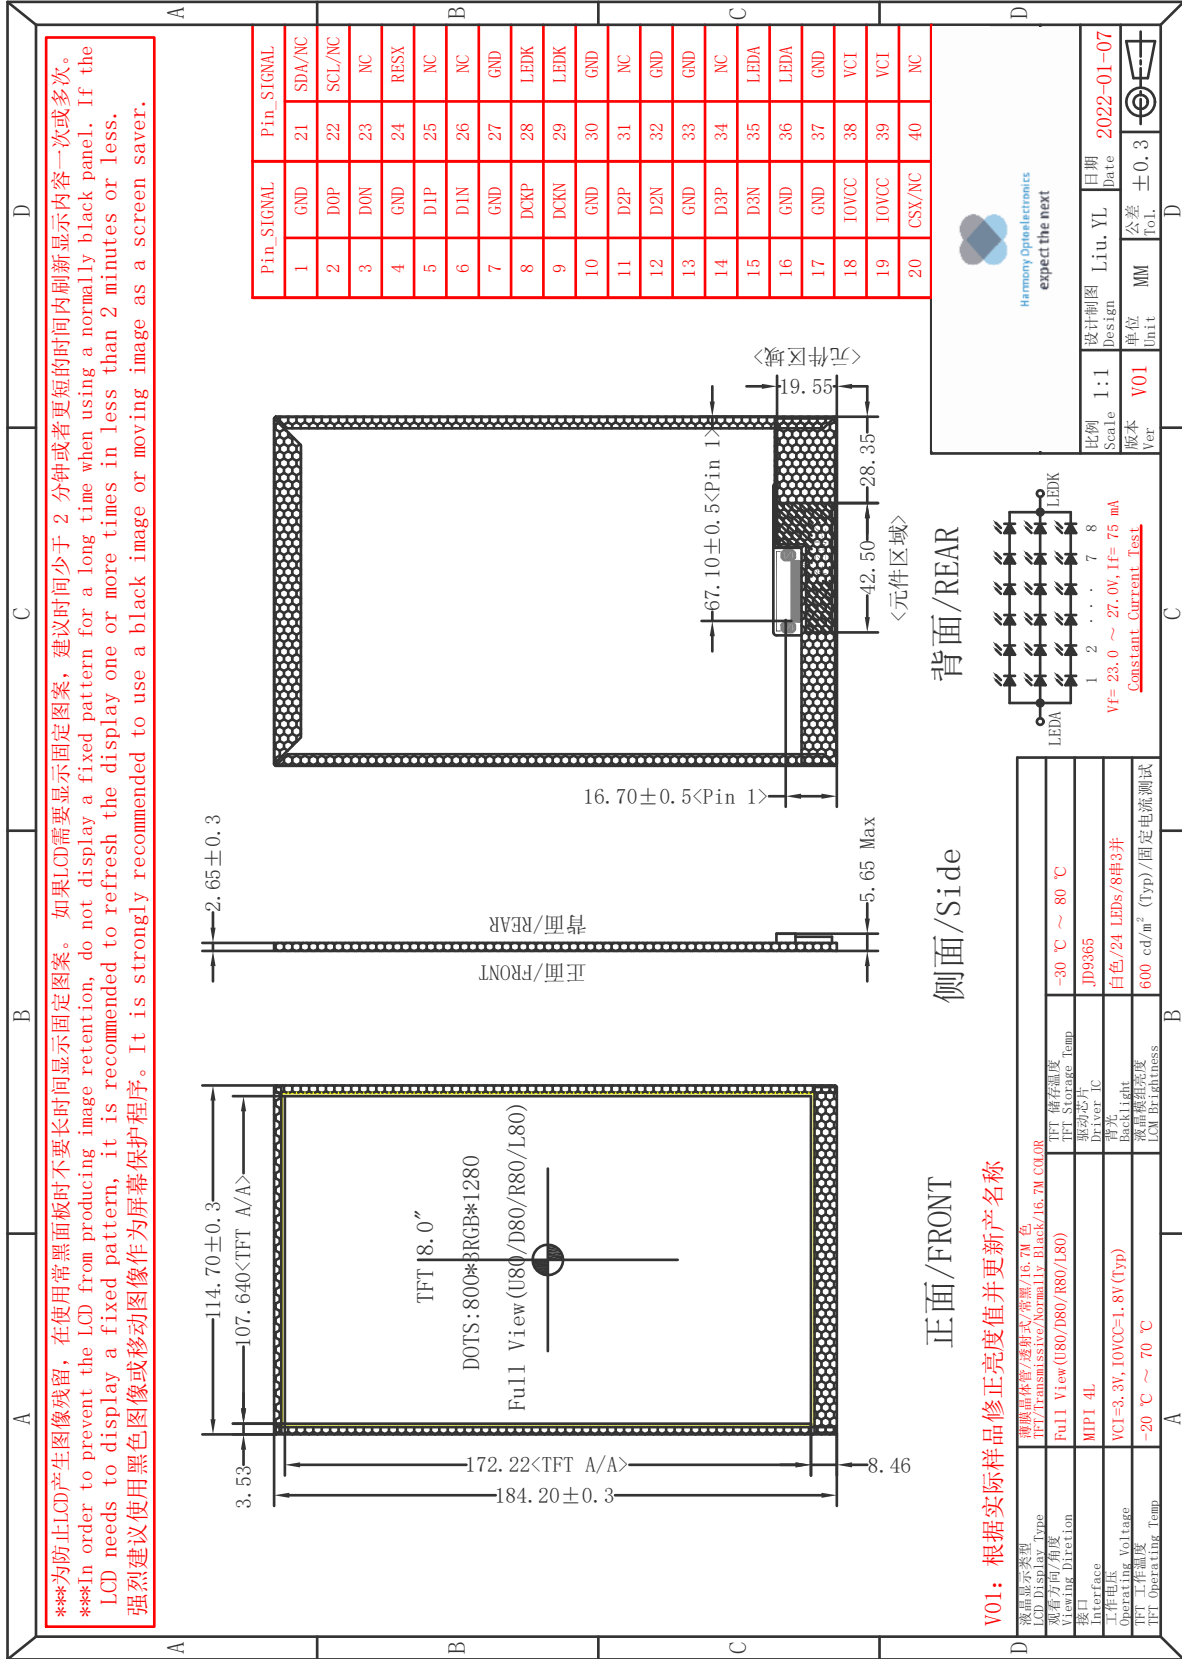 A
B
C
D
***为防止LCD产生图像残留，在使用常黑面板时不要长时间显示固定图案。 如果LCD需要显示固定图案，建议时间少于 2 分钟或者更短的时间内刷新显示内容一次或多次。
***In order to prevent the LCD from producing image retention, do not display a fixed pattern for a long time when using a normally black panel. If the
LCD needs to display a fixed pattern, it is recommended to refresh the display one or more times in less than 2 minutes or less.
强烈建议使用黑色图像或移动图像作为屏幕保护程序。It is strongly recommended to use a black image or moving image as a screen saver.
A
B
C
D
114.70±0.3
107.640<TFT A/A>
3.53
172.22<TFT A/A>
184.20±0.3
8.46
TFT 8.0″
DOTS:800*3RGB*1280
Full View(U80/D80/R80/L80)
正面/FRONT
2.65±0.3
背面/REAR
正面/FRONT
5.65 Max
侧面/Side
16.70±0.5<Pin 1>
67.10±0.5<Pin 1>
19.55
<元件区域>
28.35
42.50
<元件区域>
背面/REAR
Pin_SIGNAL Pin_SIGNAL
1 GND 21 SDA/NC
2 D0P 22 SCL/NC
3 D0N 23 NC
4 GND 24 RESX
5 D1P 25 NC
6 D1N 26 NC
7 GND 27 GND
8 DCKP 28 LEDK
9 DCKN 29 LEDK
10 GND 30 GND
11 D2P 31 NC
12 D2N 32 GND
13 GND 33 GND
14 D3P 34 NC
15 D3N 35 LEDA
16 GND 36 LEDA
17 GND 37 GND
18 IOVCC 38 VCI
19 IOVCC 39 VCI
20 CSX/NC 40 NC
LEDA
LEDK
1 2 · · · 7 8
Vf= 23.0 ～ 27.0V, If= 75 mA
Constant Current Test
Harmony Optoelectronics
expect the next
V01: 根据实际样品修正亮度值并更新产名称
液晶显示类型
LCD Display Type
薄膜晶体管/透射式/常黑/16.7M 色
TFT/Transmissive/Normally Black/16.7M COLOR
观看方向/角度
Viewing Diretion
Full View(U80/D80/R80/L80)
接口
Interface
MIPI 4L
工作电压
Operating Voltage
VCI=3.3V, IOVCC=1.8V(Typ)
TFT 工作温度
TFT Operating Temp
-20 ℃ ～ 70 ℃
TFT 储存温度
TFT Storage Temp
-30 ℃ ～ 80 ℃
驱动芯片
Driver IC
JD9365
背光
Backlight
白色/24 LEDs/8串3并
液晶模组亮度
LCM Brightness
600 cd/m² (Typ)/固定电流测试
比例
Scale
1:1
设计制图
Design
Liu.YL
日期
Date
2022-01-07
版本
Ver
V01
单位
Unit
MM
公差
Tol.
±0.3
A
B
C
D
A
B
C
D